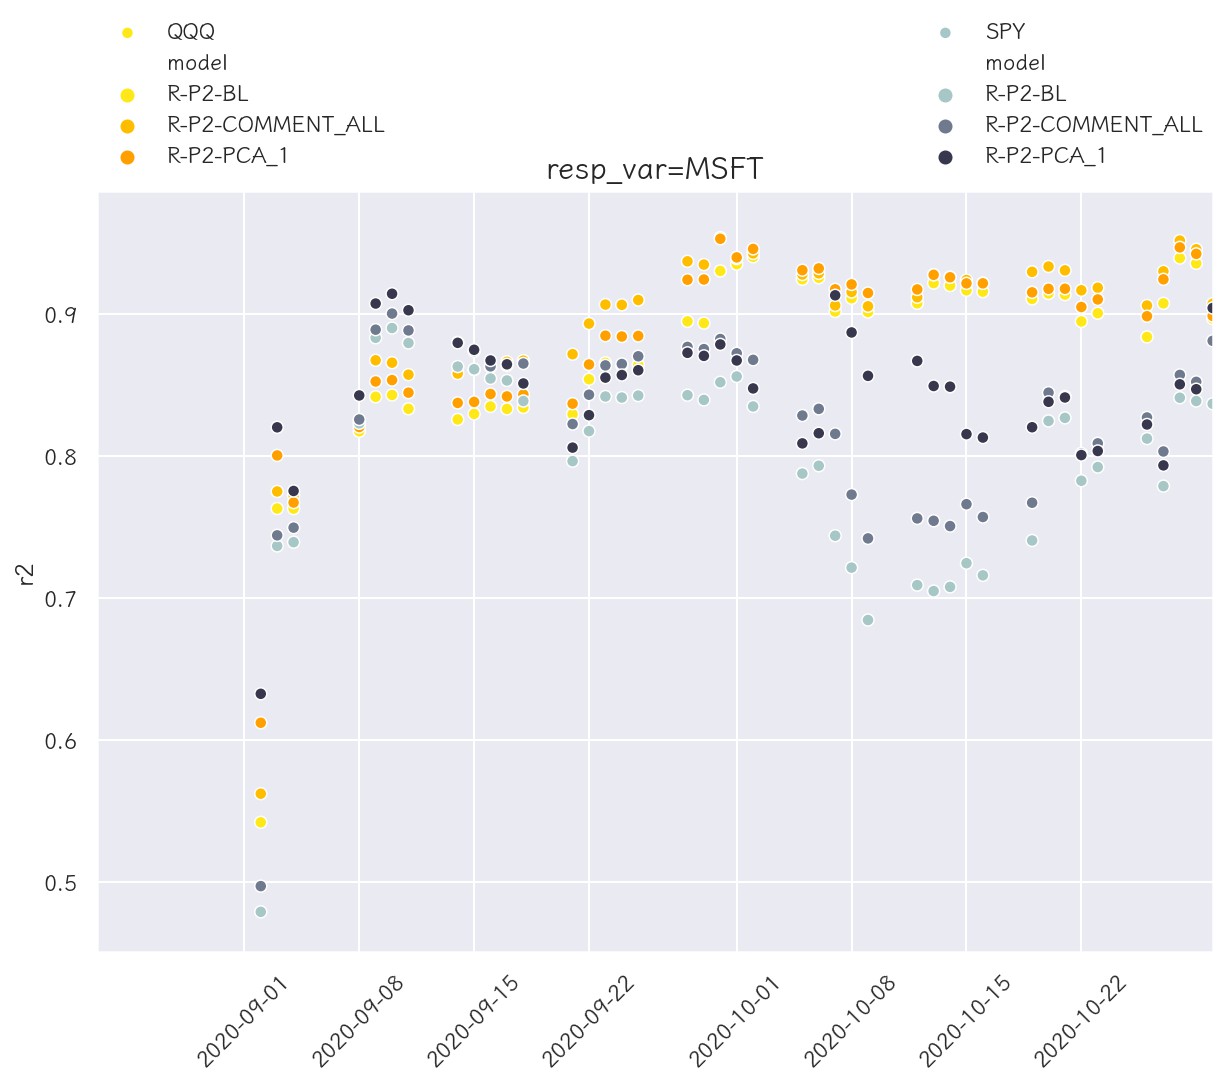 QQQ
model
R-P2-BL
R-P2-COMMENT_ALL
R-P2-PCA_1
SPY
model
R-P2-BL
R-P2-COMMENT_ALL
R-P2-PCA_1
resp_var=MSFT
r2
0.9
0.8
0.7
0.6
0.5
2020-09-01
2020-09-08
2020-09-15
2020-09-22
2020-10-01
2020-10-08
2020-10-15
2020-10-22